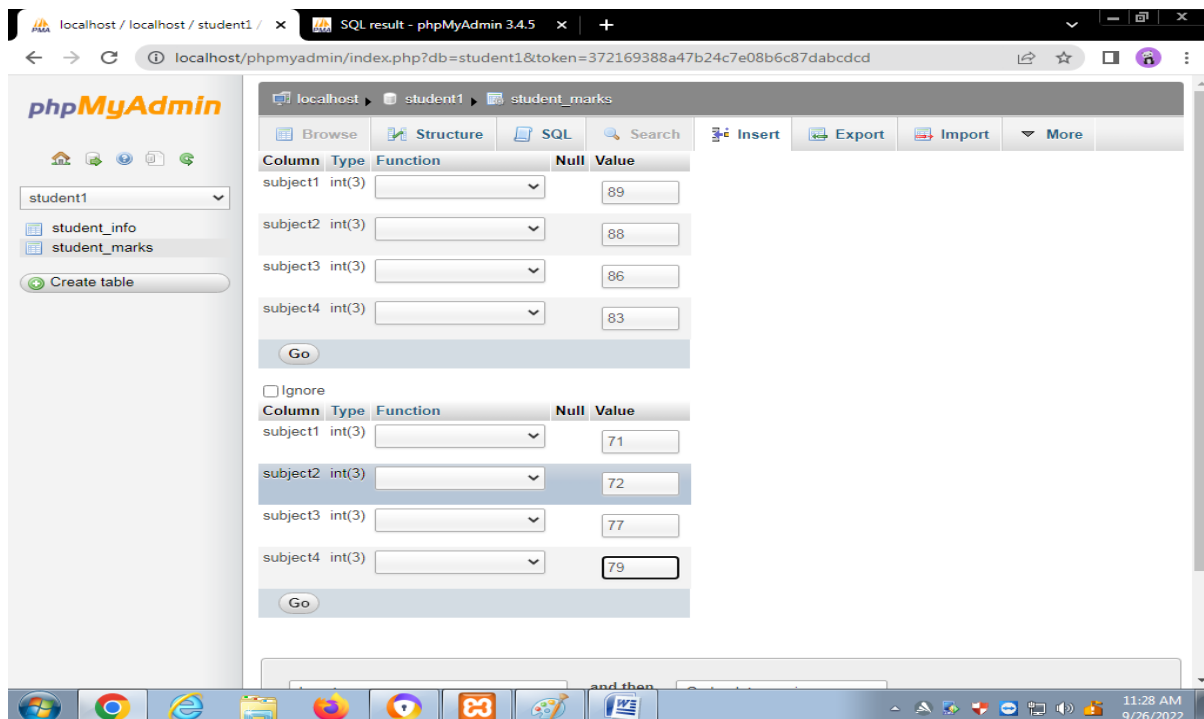 localhost / localhost / student1 /
SQL result - phpMyAdmin 3.4.5
localhost/phpmyadmin/index.php?db=student1&token=372169388a47b24c7e08b6c87dabcdcd
phpMyAdmin
student1
student_info
student_marks
Create table
localhost student1 student_marks
Browse Structure SQL Search Insert Export Import More
Column Type Function Null Value
subject1 int(3) 89
subject2 int(3) 88
subject3 int(3) 86
subject4 int(3) 83
Go
Ignore
Column Type Function Null Value
subject1 int(3) 71
subject2 int(3) 72
subject3 int(3) 77
subject4 int(3) 79
Go
and then
11:28 AM
9/26/2022